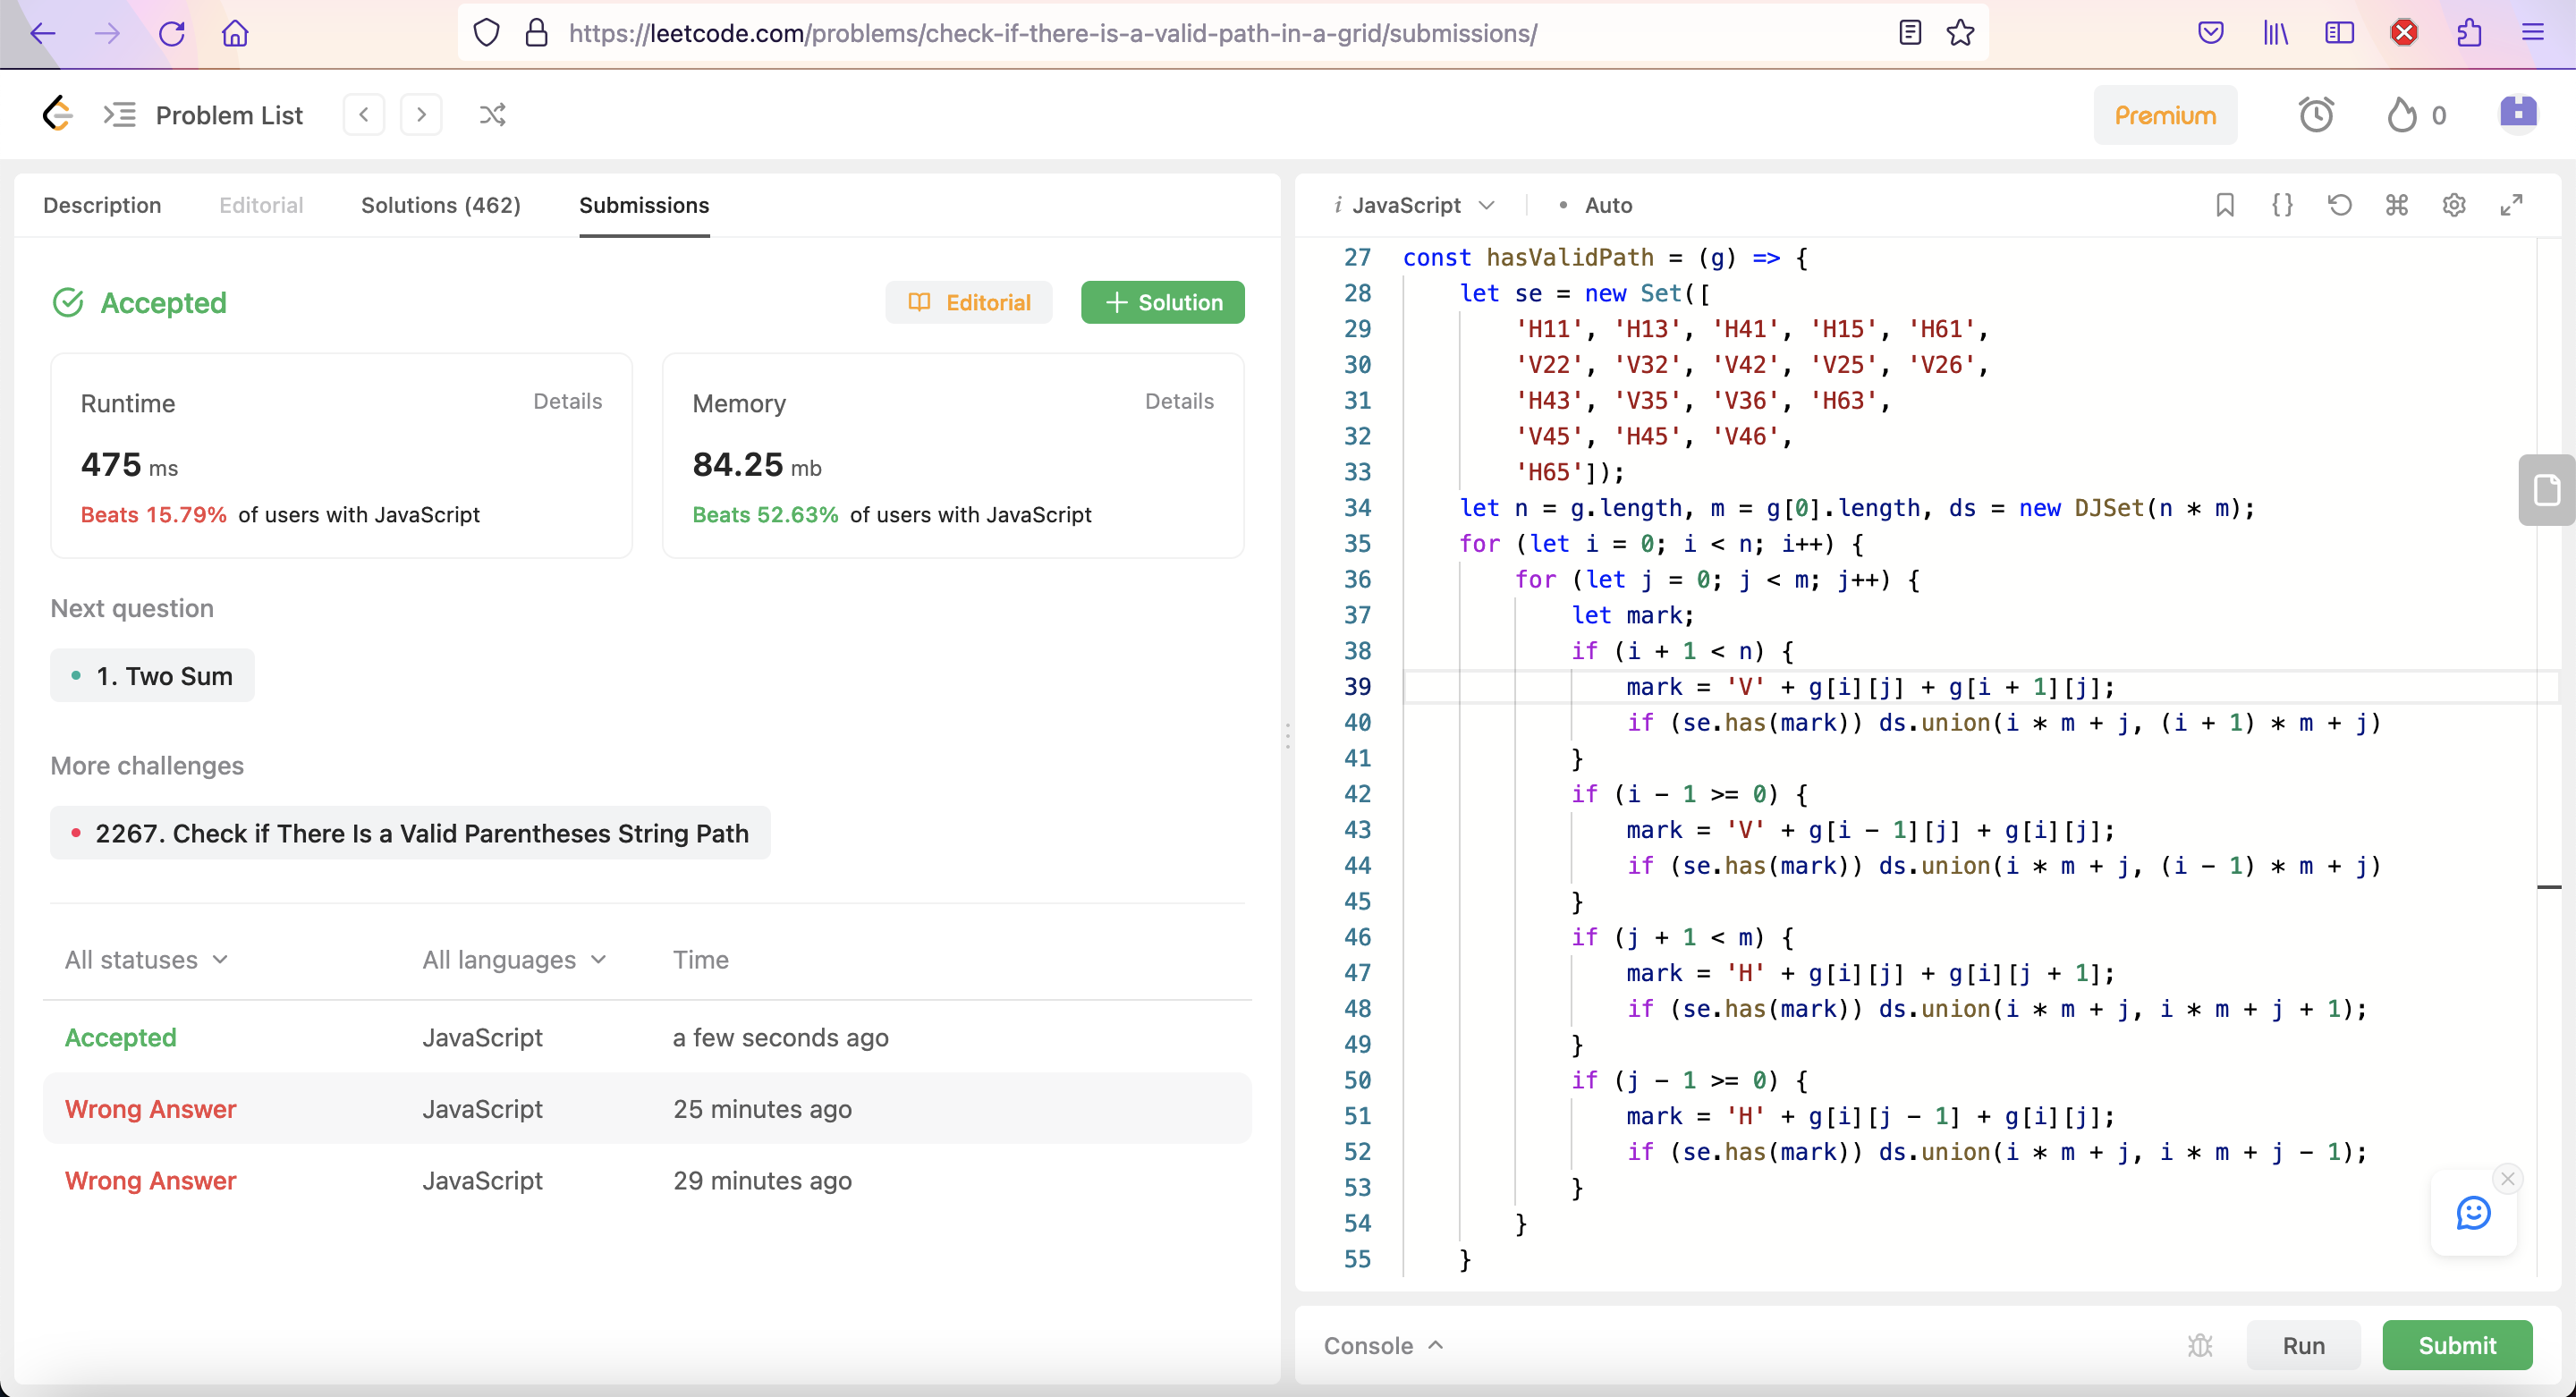 https://leetcode.com/problems/check-if-there-is-a-valid-path-in-a-grid/submissions/
Problem List
Premium
0
Description Editorial Solutions (462) Submissions
Accepted
Editorial
Solution
Runtime Details
475 ms
Beats 15.79% of users with JavaScript
Memory Details
84.25 mb
Beats 52.63% of users with JavaScript
Next question
1. Two Sum
More challenges
2267. Check if There Is a Valid Parentheses String Path
All statuses All languages Time
Accepted JavaScript a few seconds ago
Wrong Answer JavaScript 25 minutes ago
Wrong Answer JavaScript 29 minutes ago
i JavaScript • Auto
27 const hasValidPath = (g) => {
28 let se = new Set([
29 'H11', 'H13', 'H41', 'H15', 'H61',
30 'V22', 'V32', 'V42', 'V25', 'V26',
31 'H43', 'V35', 'V36', 'H63',
32 'V45', 'H45', 'V46',
33 'H65']);
34 let n = g.length, m = g[0].length, ds = new DJSet(n * m);
35 for (let i = 0; i < n; i++) {
36 for (let j = 0; j < m; j++) {
37 let mark;
38 if (i + 1 < n) {
39 mark = 'V' + g[i][j] + g[i + 1][j];
40 if (se.has(mark)) ds.union(i * m + j, (i + 1) * m + j)
41 }
42 if (i - 1 >= 0) {
43 mark = 'V' + g[i - 1][j] + g[i][j];
44 if (se.has(mark)) ds.union(i * m + j, (i - 1) * m + j)
45 }
46 if (j + 1 < m) {
47 mark = 'H' + g[i][j] + g[i][j + 1];
48 if (se.has(mark)) ds.union(i * m + j, i * m + j + 1);
49 }
50 if (j - 1 >= 0) {
51 mark = 'H' + g[i][j - 1] + g[i][j];
52 if (se.has(mark)) ds.union(i * m + j, i * m + j - 1);
53 }
54 }
55 }
Console
Run
Submit